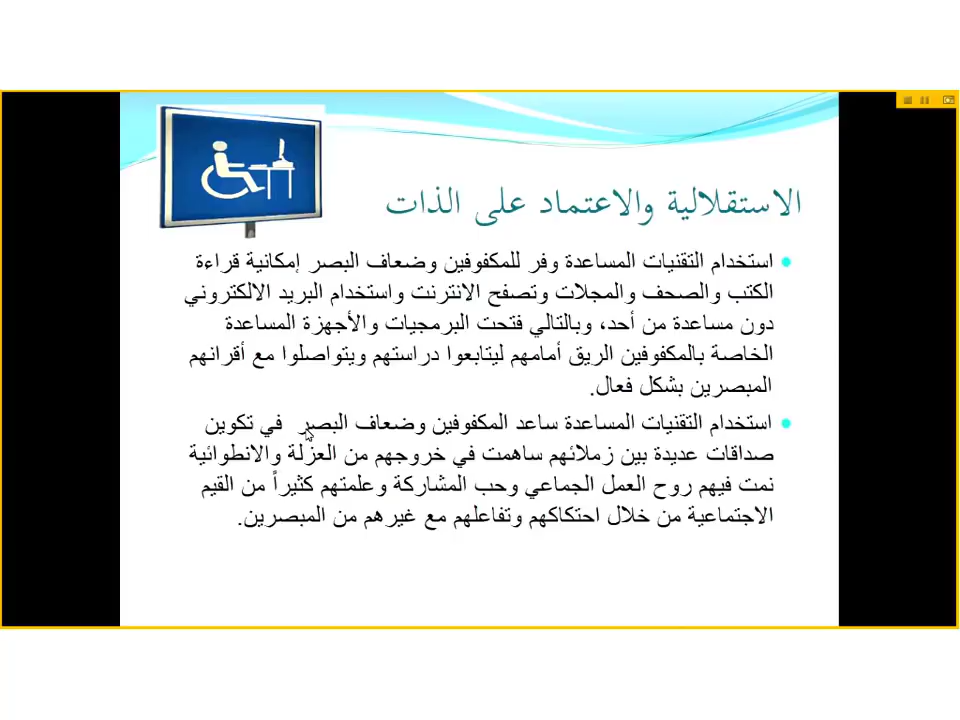 الاستقلالية والاعتماد على الذات
استخدام التقنيات المساعدة وفر للمكفوفين وضعاف البصر إمكانية قراءة
الكتب والصحف والمجلات وتصفح الانترنت واستخدام البريد الالكتروني
دون مساعدة من أحد، وبالتالي فتحت البرمجيات والأجهزة المساعدة
الخاصة بالمكفوفين الريق أمامهم ليتابعوا دراستهم ويتواصلوا مع أقرانهم
المبصرين بشكل فعال.
استخدام التقنيات المساعدة ساعد المكفوفين وضعاف البصر في تكوين
صداقات عديدة بين زملائهم ساهمت في خروجهم من العزلة والانطوائية
نمت فيهم روح العمل الجماعي وحب المشاركة وعلمتهم كثيراً من القيم
الاجتماعية من خلال احتكاكهم وتفاعلهم مع غيرهم من المبصرين.